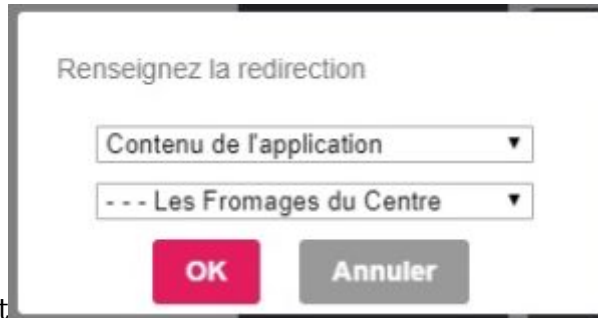 Renseignez la redirection
Contenu de l'application
- - - Les Fromages du Centre
OK Annuler
t